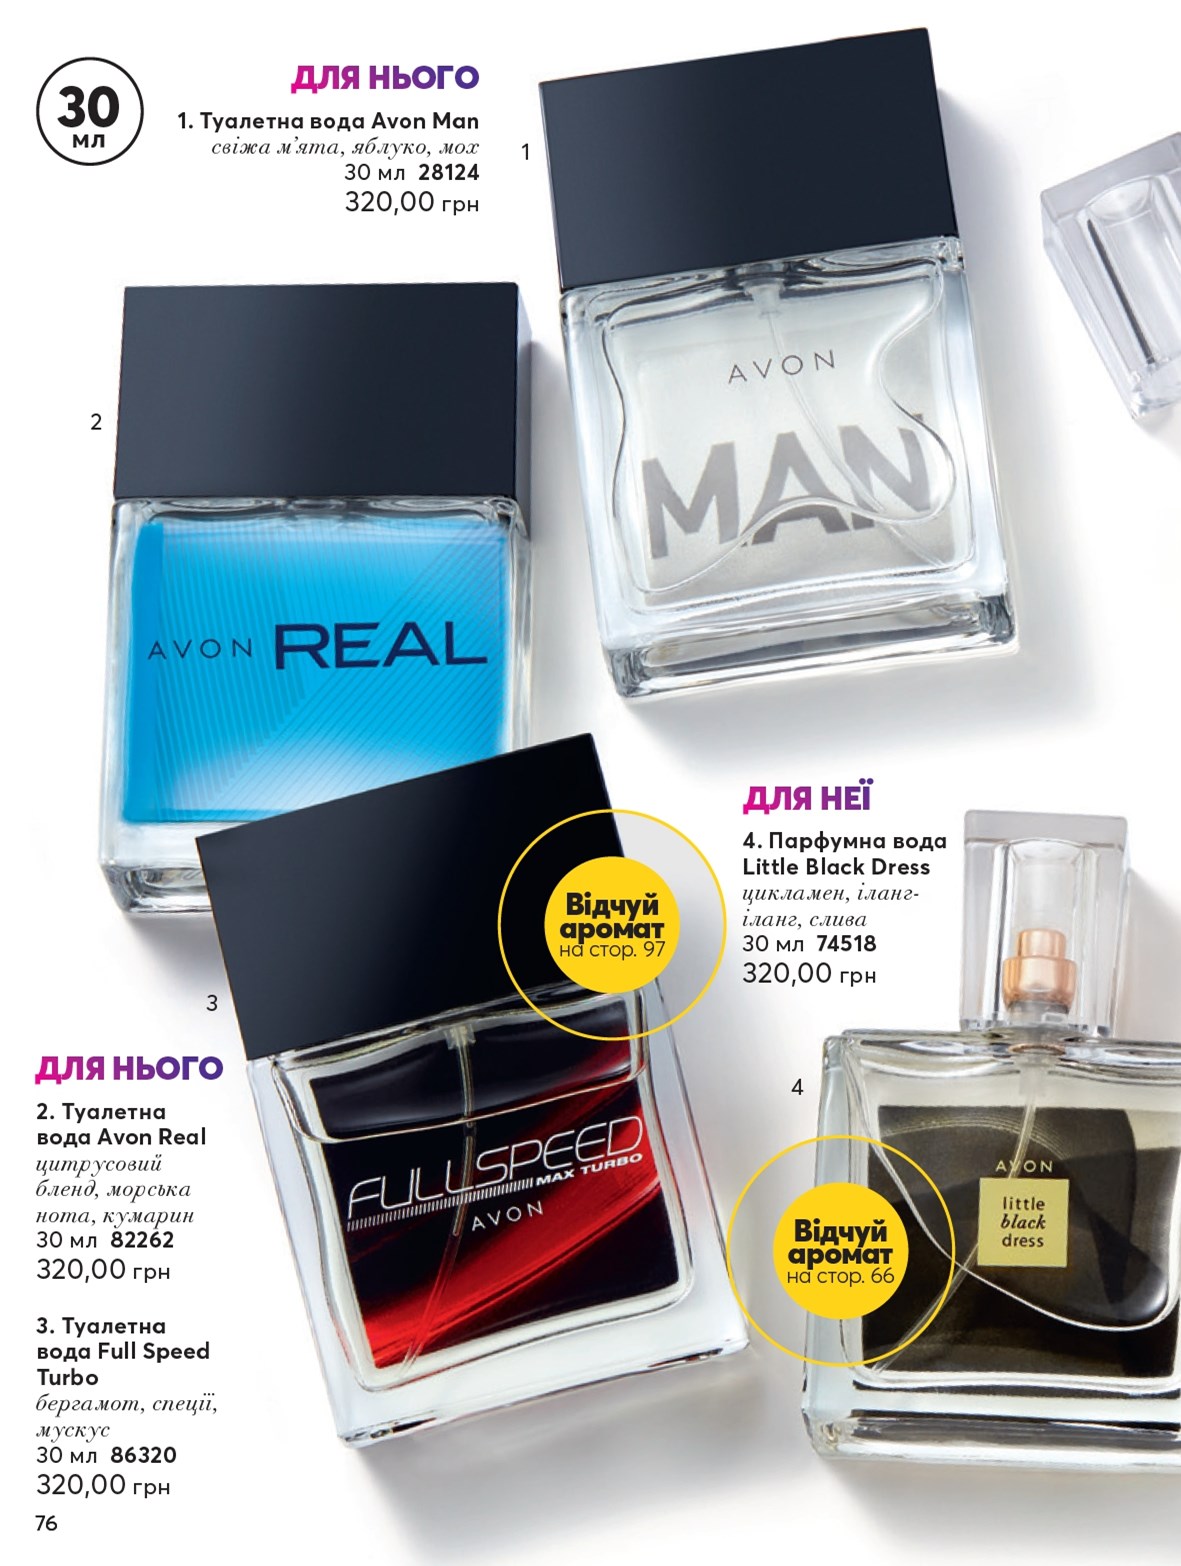 30
мл
ДЛЯ НЬОГО
1. Туалетна вода Avon Man
свіжа м'ята, яблуко, мох
30 мл 28124
320,00 грн
1
AVON
MAN
2
AVON REAL
ДЛЯ НЕЇ
4. Парфумна вода
Little Black Dress
цикламен, іланг-
іланг, слива
30 мл 74518
320,00 грн
Відчуй
аромат
на стор. 97
3
FULL SPEED
MAX TURBO
AVON
4
AVON
little
black
dress
Відчуй
аромат
на стор. 66
ДЛЯ НЬОГО
2. Туалетна
вода Avon Real
цитрусовий
бленд, морська
нота, кумарин
30 мл 82262
320,00 грн
3. Туалетна
вода Full Speed
Turbo
бергамот, спеції,
мускус
30 мл 86320
320,00 грн
76